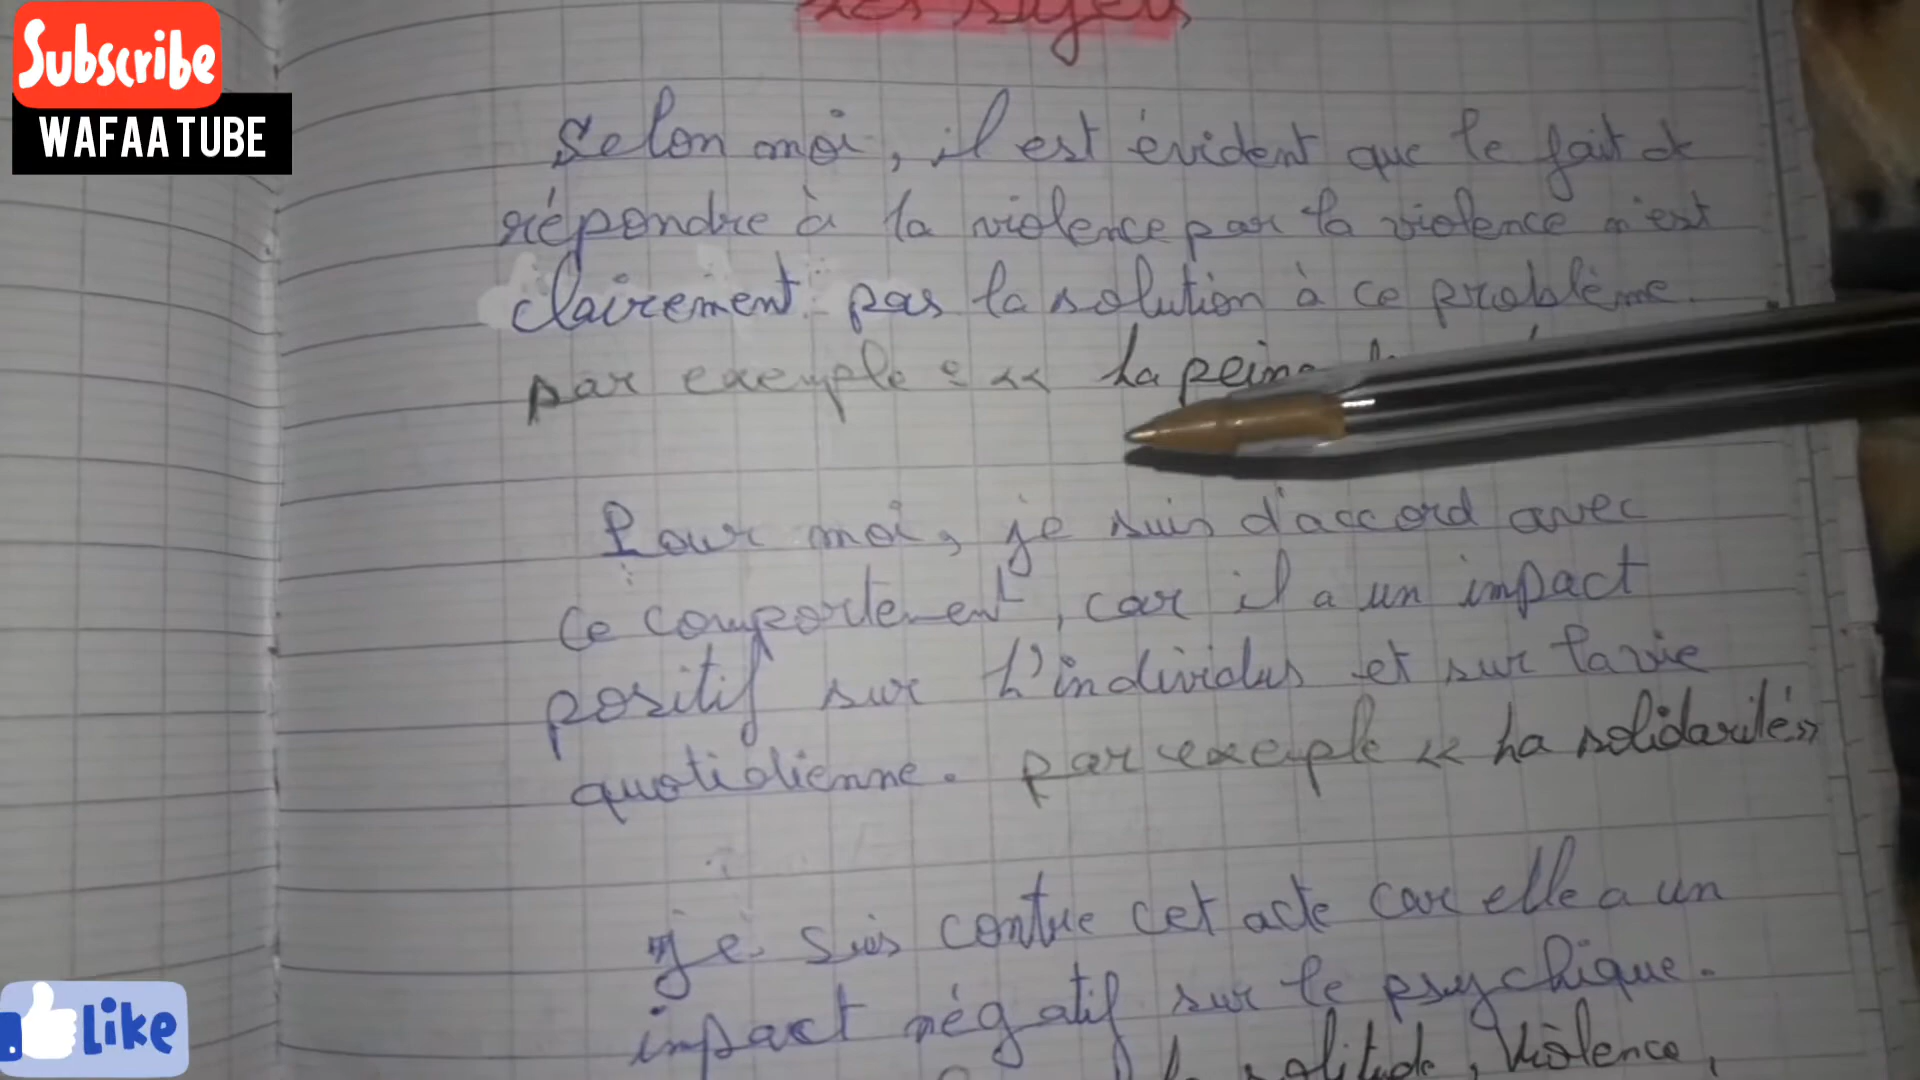 Subscribe
WAFAA TUBE
Les sujets
Selon moi, il est évident que le fait de
répondre à la violence par la violence n'est
clairement pas la solution à ce problème.
par exemple : << La peine
Pour moi, je suis d'accord avec
ce comportement, car il a un impact
positif sur L'individus et sur la vie
quotidienne. par exemple << La solidarité >>
je suis contre cet acte car elle a un
impact négatif sur le psychique.
la solitude, violence,
Like